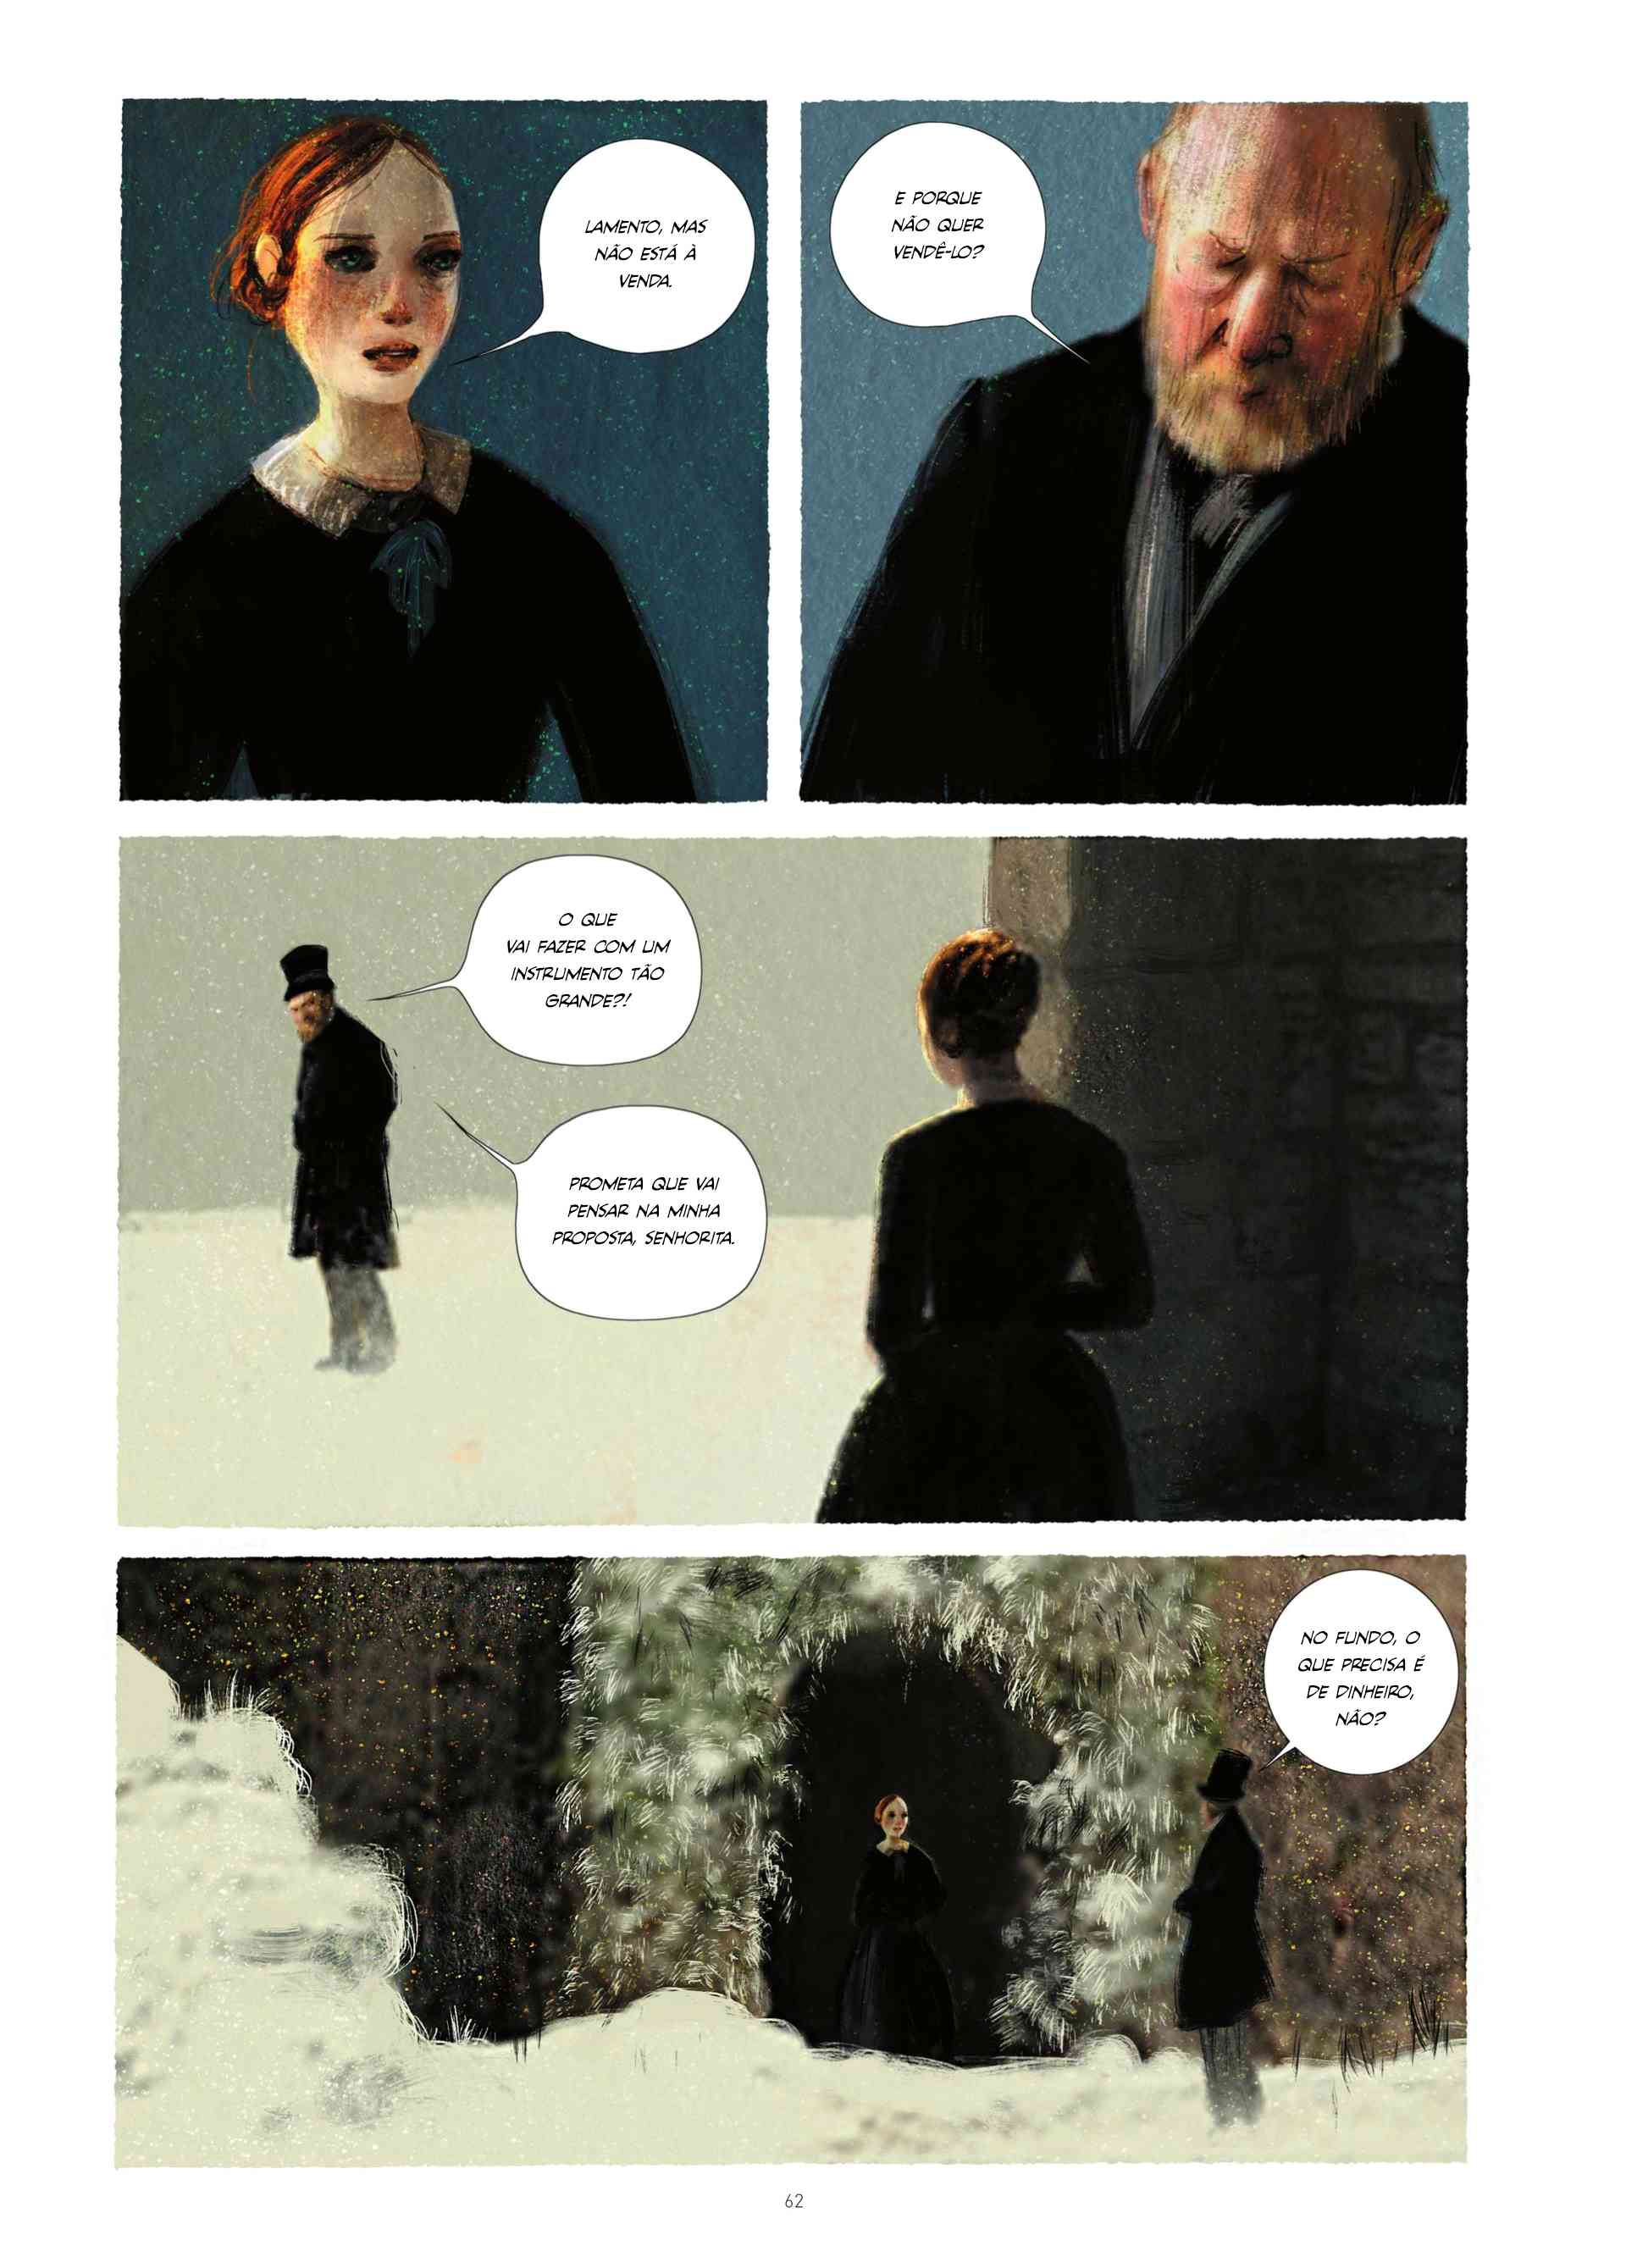 LAMENTO, MAS
NÃO ESTÁ À
VENDA.
E PORQUE
NÃO QUER
VENDÊ-LO?
O QUE
VAI FAZER COM UM
INSTRUMENTO TÃO
GRANDE?!
PROMETA QUE VAI
PENSAR NA MINHA
PROPOSTA, SENHORITA.
NO FUNDO, O
QUE PRECISA É
DE DINHEIRO,
NÃO?
62